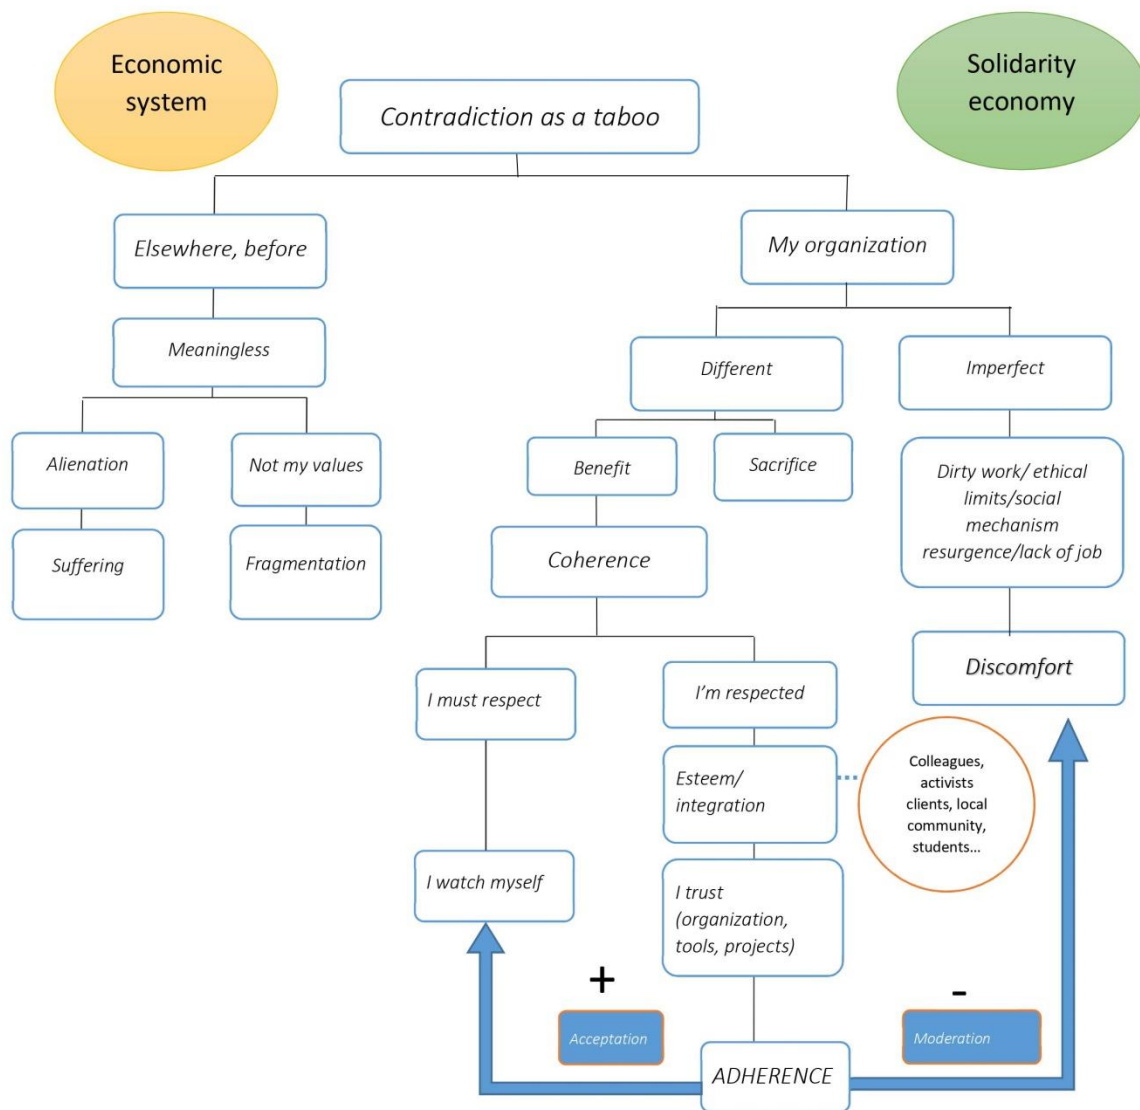 Economic
system
Solidarity
economy
Contradiction as a taboo
Elsewhere, before
My organization
Meaningless
Different
Imperfect
Alienation
Not my values
Benefit
Sacrifice
Dirty work/ ethical
limits/social
mechanism
resurgence/lack of job
Suffering
Fragmentation
Coherence
I must respect
I'm respected
Discomfort
Esteem/
integration
Colleagues,
activists
clients, local
community,
students...
I watch myself
I trust
(organization,
tools, projects)
+
-
Acceptation
Moderation
ADHERENCE